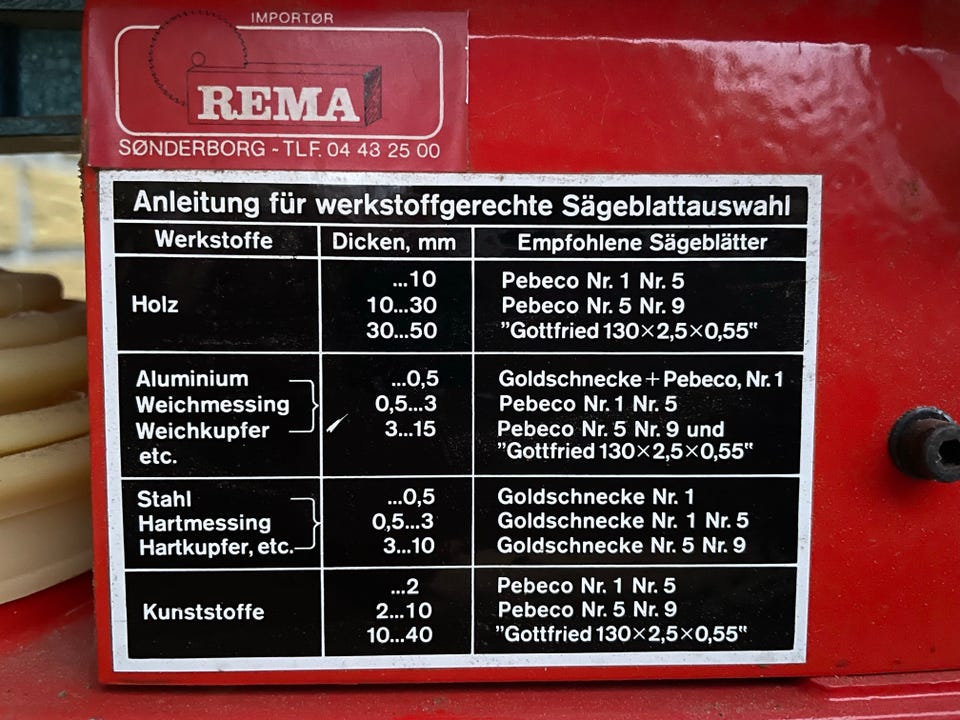 IMPORTØR
REMA
SØNDERBORG - TLF. 04 43 25 00
Anleitung für werkstoffgerechte Sägeblattauswahl
Werkstoffe Dicken, mm Empfohlene Sägeblätter
Holz
...10 Pebeco Nr. 1 Nr. 5
10...30 Pebeco Nr. 5 Nr. 9
30...50 "Gottfried 130×2,5×0,55"
Aluminium ...0,5 Goldschnecke+Pebeco, Nr. 1
Weichmessing 0,5...3 Pebeco Nr. 1 Nr. 5
Weichkupfer 3...15 Pebeco Nr. 5 Nr. 9 und
etc. "Gottfried 130×2,5×0,55"
Stahl ...0,5 Goldschnecke Nr. 1
Hartmessing 0,5...3 Goldschnecke Nr. 1 Nr. 5
Hartkupfer, etc. 3...10 Goldschnecke Nr. 5 Nr. 9
Kunststoffe
...2 Pebeco Nr. 1 Nr. 5
2...10 Pebeco Nr. 5 Nr. 9
10...40 "Gottfried 130×2,5×0,55"